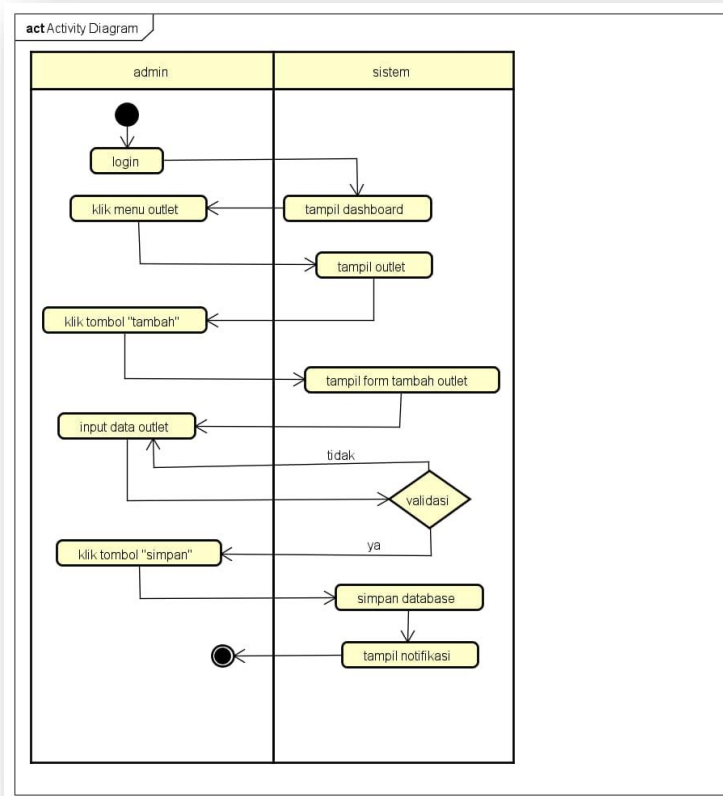 act Activity Diagram
admin
sistem
login
klik menu outlet
tampil dashboard
tampil outlet
klik tombol "tambah"
tampil form tambah outlet
input data outlet
tidak
validasi
ya
klik tombol "simpan"
simpan database
tampil notifikasi